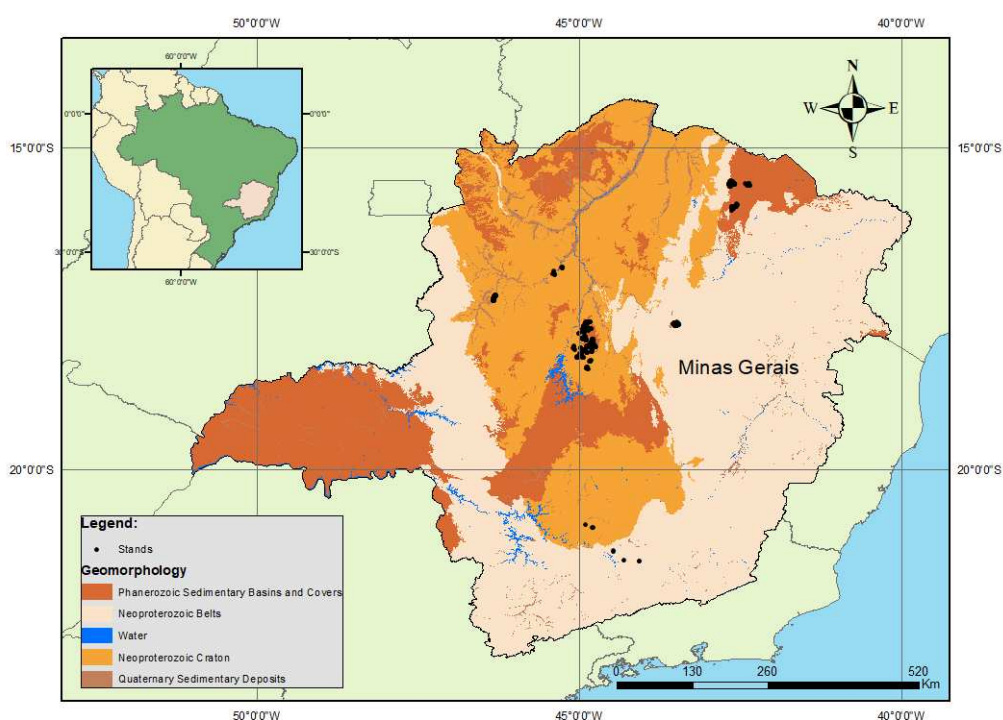 50°0'0"W
45°0'0"W
40°0'0"W
60°0'0"W
0°0'0"
0°0'0"
30°0'0"S
30°0'0"S
60°0'0"W
N
W
E
S
15°0'0"S
15°0'0"S
Minas Gerais
20°0'0"S
20°0'0"S
Legend:
Stands
Geomorphology
Phanerozoic Sedimentary Basins and Covers
Neoproterozoic Belts
Water
Neoproterozoic Craton
Quaternary Sedimentary Deposits
0
130
260
520
Km
50°0'0"W
45°0'0"W
40°0'0"W